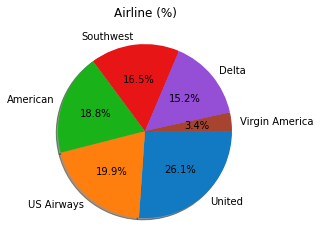 Airline (%)
Southwest
Delta
American
16.5%
15.2%
18.8%
Virgin America
3.4%
19.9%
26.1%
US Airways
United